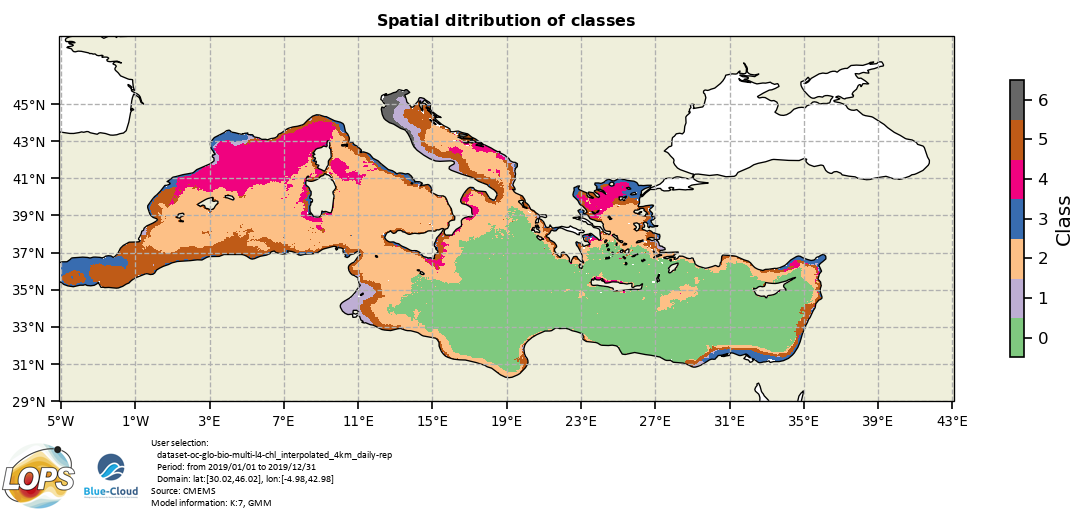 Spatial ditribution of classes
45°N
43°N
41°N
39°N
37°N
35°N
33°N
31°N
29°N
5°W 1°W 3°E 7°E 11°E 15°E 19°E 23°E 27°E 31°E 35°E 39°E 43°E
6
5
4
3
2
1
0
Class
LOPS
Blue-Cloud
User selection:
dataset-oc-glo-bio-multi-l4-chl_interpolated_4km_daily-rep
Period: from 2019/01/01 to 2019/12/31
Domain: lat:[30.02,46.02], lon:[-4.98,42.98]
Source: CMEMS
Model information: K:7, GMM